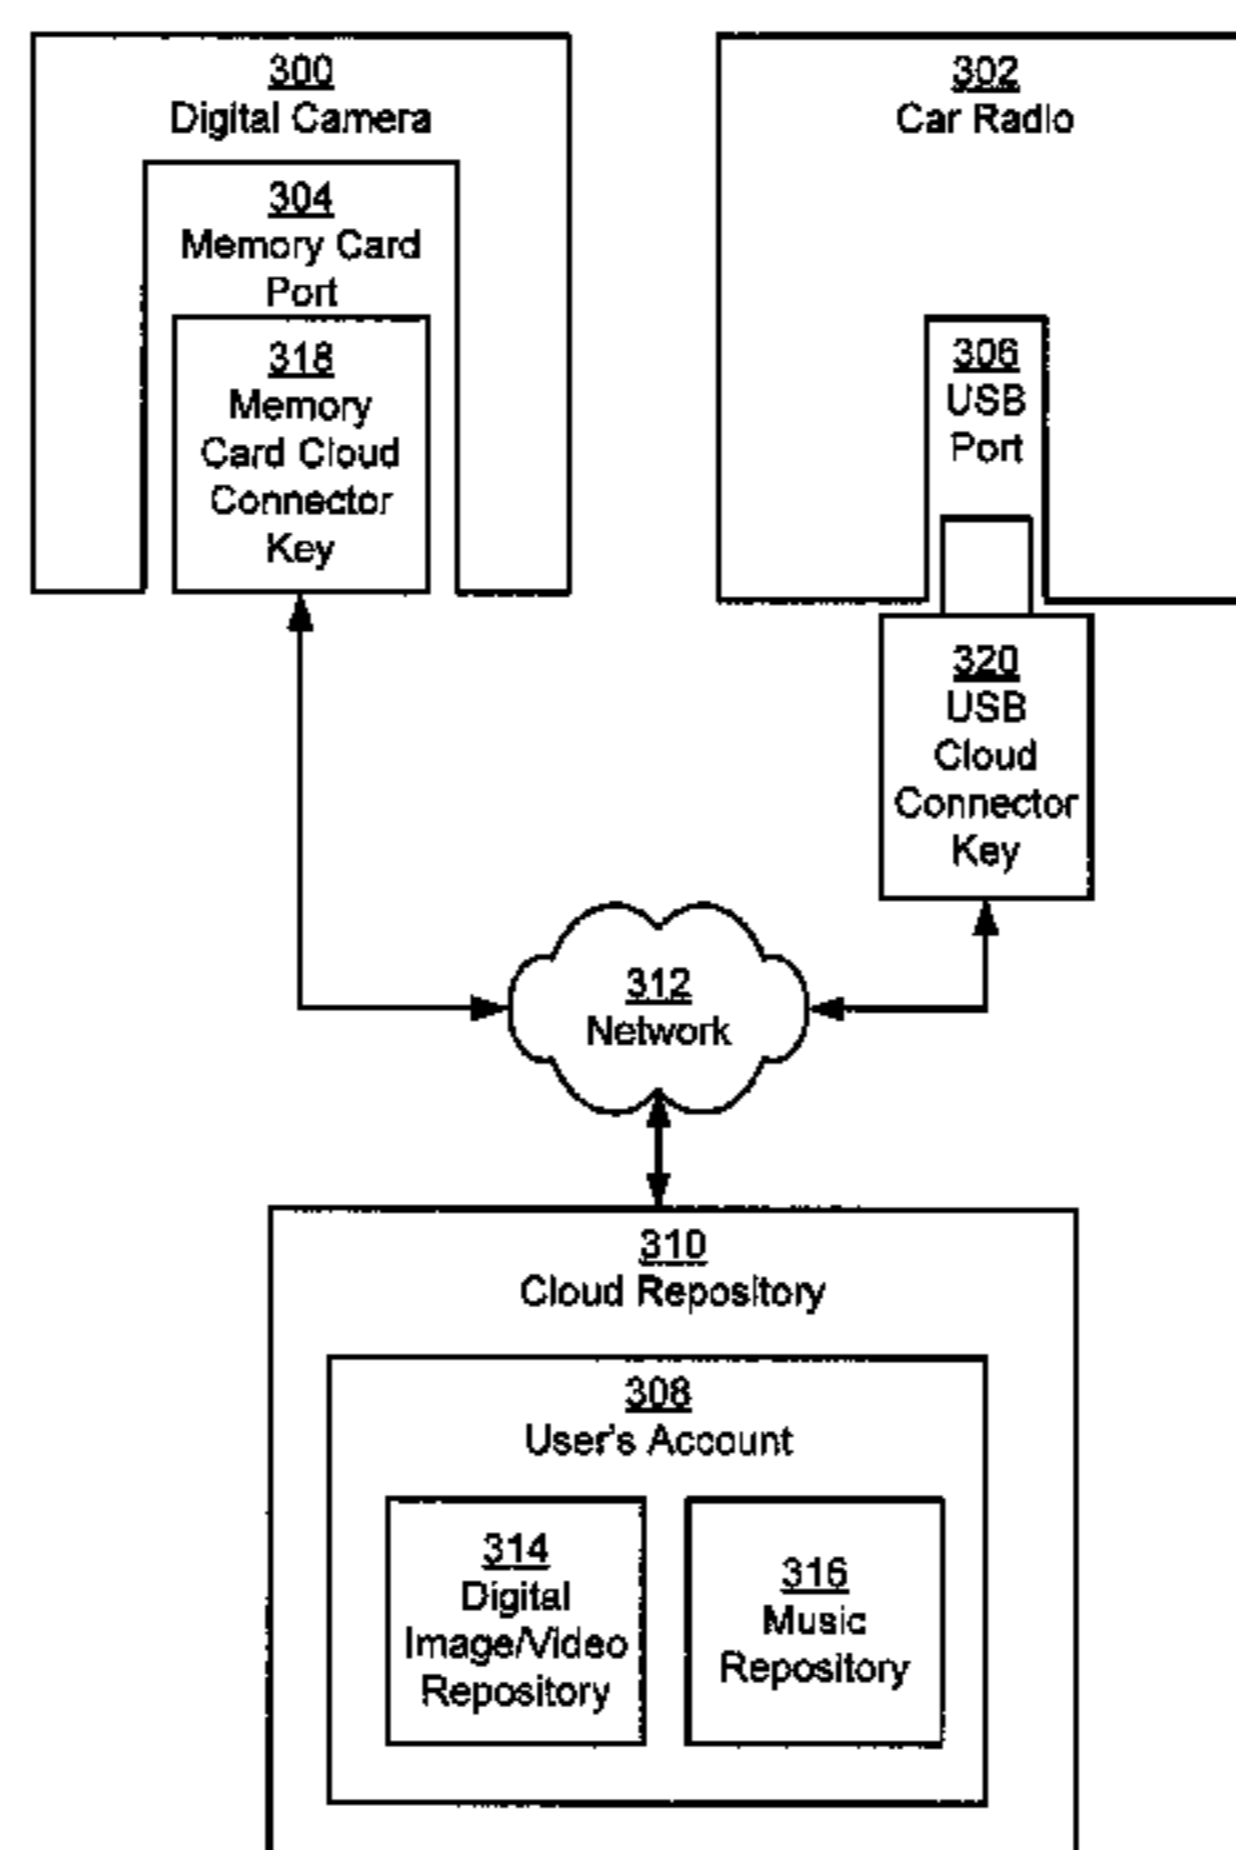 300
Digital Camera
304
Memory Card
Port
318
Memory
Card Cloud
Connector
Key
302
Car Radio
306
USB
Port
320
USB
Cloud
Connector
Key
312
Network
310
Cloud Repository
308
User's Account
314
Digital
Image/Video
Repository
316
Music
Repository